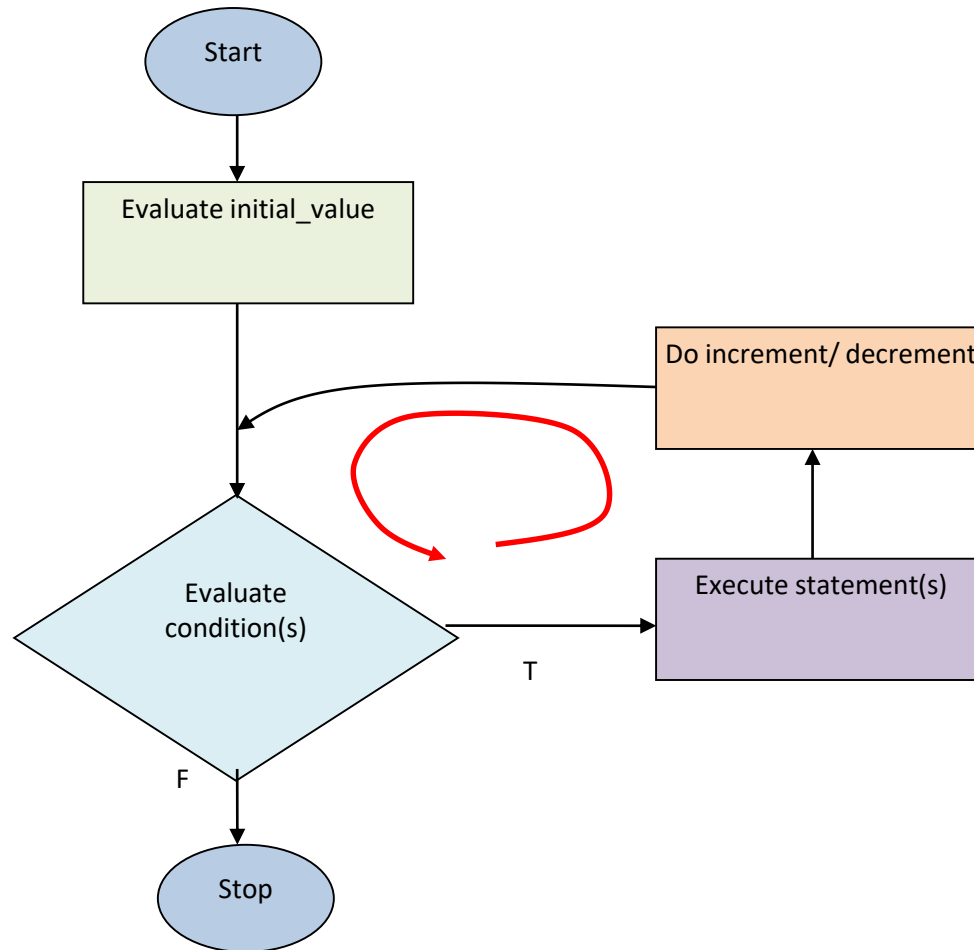 Start
Evaluate initial_value
Do increment/ decrement
Evaluate
condition(s)
Execute statement(s)
T
F
Stop